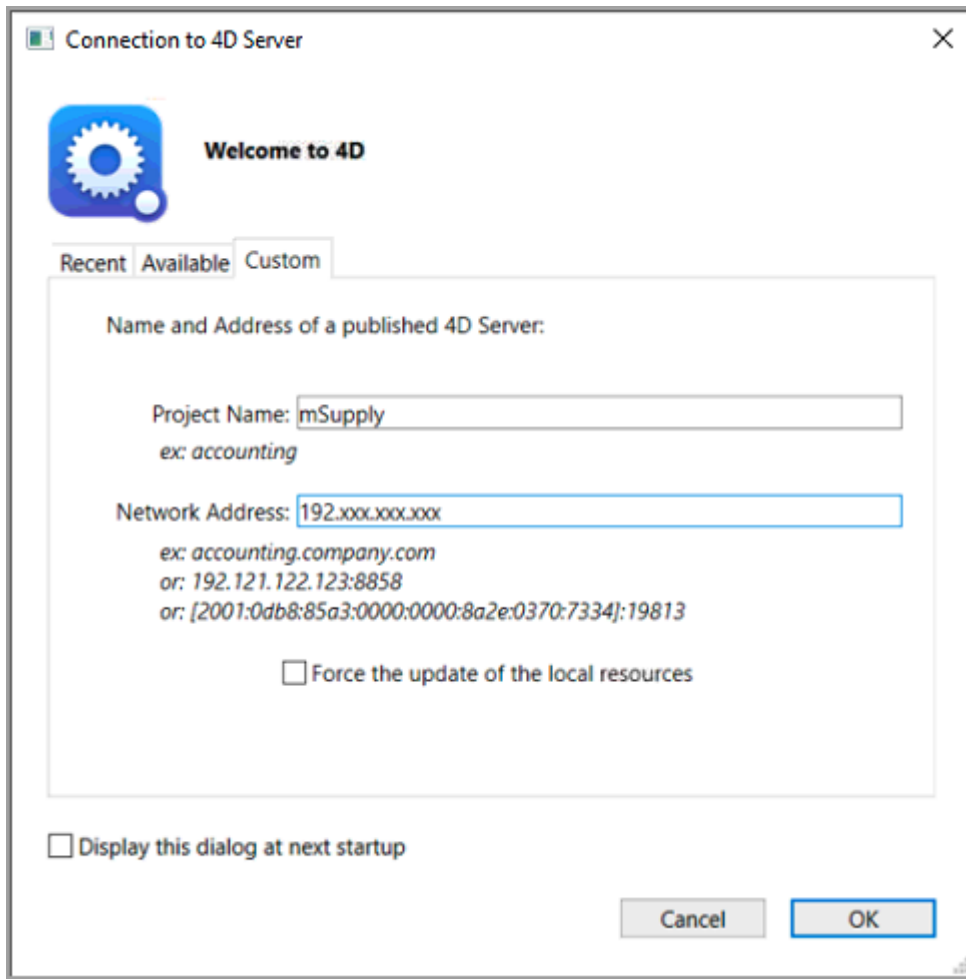 Connection to 4D Server
Welcome to 4D
Recent Available Custom
Name and Address of a published 4D Server:
Project Name: mSupply
ex: accounting
Network Address: 192.xxx.xxx.xxx
ex: accounting.company.com
or: 192.121.122.123:8858
or: [2001:0db8:85a3:0000:0000:8a2e:0370:7334]:19813
Force the update of the local resources
Display this dialog at next startup
Cancel OK